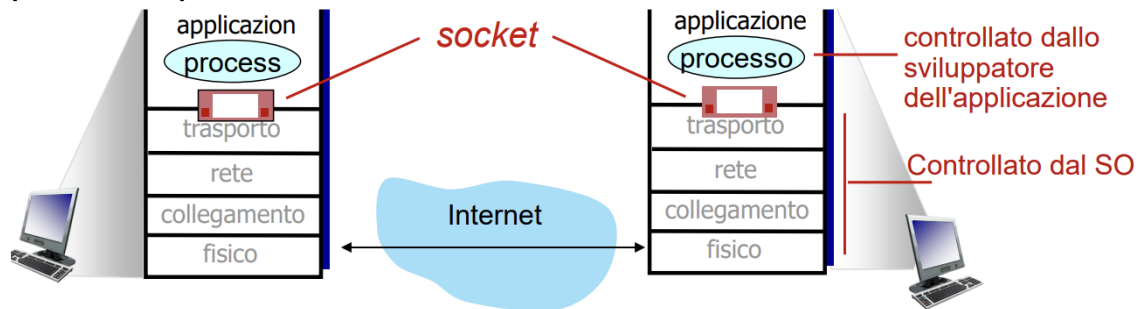 applicazion
process
socket
applicazione
processo
controllato dallo
sviluppatore
dell'applicazione
trasporto
rete
collegamento
fisico
Internet
trasporto
rete
collegamento
fisico
Controllato dal SO